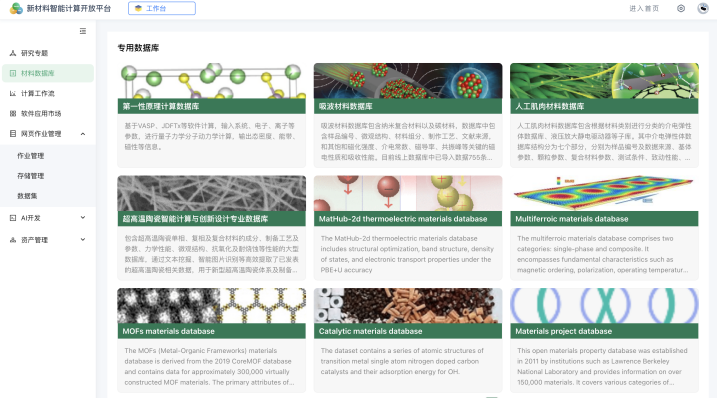 新材料智能计算开放平台
工作台
进入首页
研究专题
材料数据库
计算工作流
软件应用市场
网页作业管理
作业管理
存储管理
数据集
AI开发
资产管理
专用数据库
第一性原理计算数据库
基于VASP、JDFTx等软件计算，输入系统、电子、离子等
参数，进行量子力学分子动力学计算，输出态密度、能带、
磁性等信息。
吸波材料数据库
吸波材料数据库包含纳米复合材料以及碳材料，数据库中包
含样品编号、微观结构、材料组分、制作工艺、文献来源、
和其他和磁化强度、介电常数、磁导率、共振峰等关键的磁
电性质和吸收性能。目前线上数据库中已导入数据755条...
人工肌肉材料数据库
人工肌肉材料数据库包含根据材料类别进行分类的介电弹性
体数据库、液压放大静电驱动器等子库。其中介电弹性体数
据库结构分为七个部分，分别为样品编号及数据来源、基体
参数、颗粒参数、复合材料参数、测试条件、致动性能、...
超高温陶瓷智能计算与创新设计专业数据库
包含超高温陶瓷单相、复相及复合材料的成分、制备工艺及
参数、力学性能、微观结构、抗氧化及耐烧蚀等性能的大型
数据库，通过文本挖掘、智能图片识别等高效提取了已发表
的超高温陶瓷相关数据，用于新型超高温陶瓷体系及制备...
MatHub-2d thermoelectric materials database
The MatHub-2d thermoelectric materials database
includes structural optimization, band structure, density
of states, and electronic transport properties under the
PBE+U accuracy
Multiferroic materials database
The multiferroic materials database comprises two
categories: single-phase and composite. It
encompasses fundamental characteristics such as
magnetic ordering, polarization, operating temperatur...
MOFs materials database
The MOFs (Metal-Organic Frameworks) materials
database is derived from the 2019 CoreMOF database
and contains data for approximately 300,000 virtually
constructed MOF materials. The primary attributes of...
Catalytic materials database
The dataset contains a series of atomic structures of
transition metal single atom nitrogen doped carbon
catalysts and their adsorption energy for OH.
Materials project database
This open materials property database was established
in 2011 by institutions such as Lawrence Berkeley
National Laboratory and provides information on over
150,000 materials. It covers various categories of...